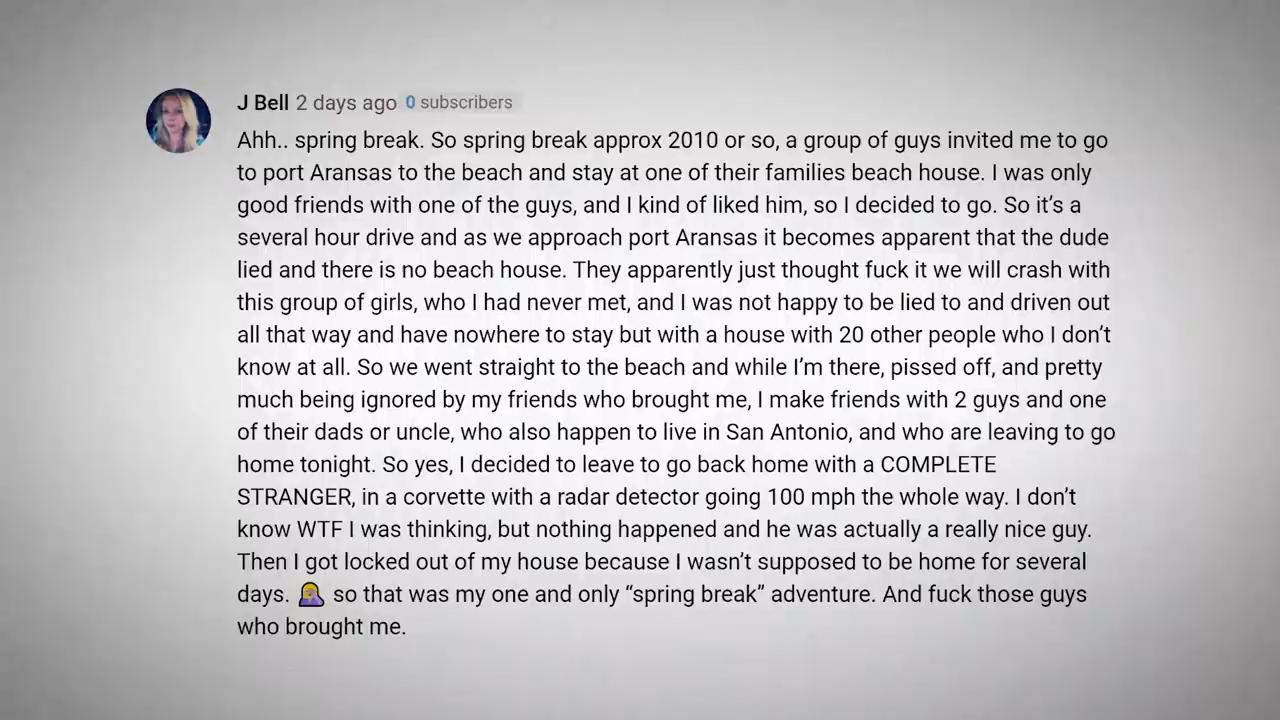 J Bell 2 days ago 0 subscribers
Ahh.. spring break. So spring break approx 2010 or so, a group of guys invited me to go
to port Aransas to the beach and stay at one of their families beach house. I was only
good friends with one of the guys, and I kind of liked him, so I decided to go. So it’s a
several hour drive and as we approach port Aransas it becomes apparent that the dude
lied and there is no beach house. They apparently just thought fuck it we will crash with
this group of girls, who I had never met, and I was not happy to be lied to and driven out
all that way and have nowhere to stay but with a house with 20 other people who I don’t
know at all. So we went straight to the beach and while I’m there, pissed off, and pretty
much being ignored by my friends who brought me, I make friends with 2 guys and one
of their dads or uncle, who also happen to live in San Antonio, and who are leaving to go
home tonight. So yes, I decided to leave to go back home with a COMPLETE
STRANGER, in a corvette with a radar detector going 100 mph the whole way. I don’t
know WTF I was thinking, but nothing happened and he was actually a really nice guy.
Then I got locked out of my house because I wasn’t supposed to be home for several
days. 🤦🏼‍♀️ so that was my one and only “spring break” adventure. And fuck those guys
who brought me.